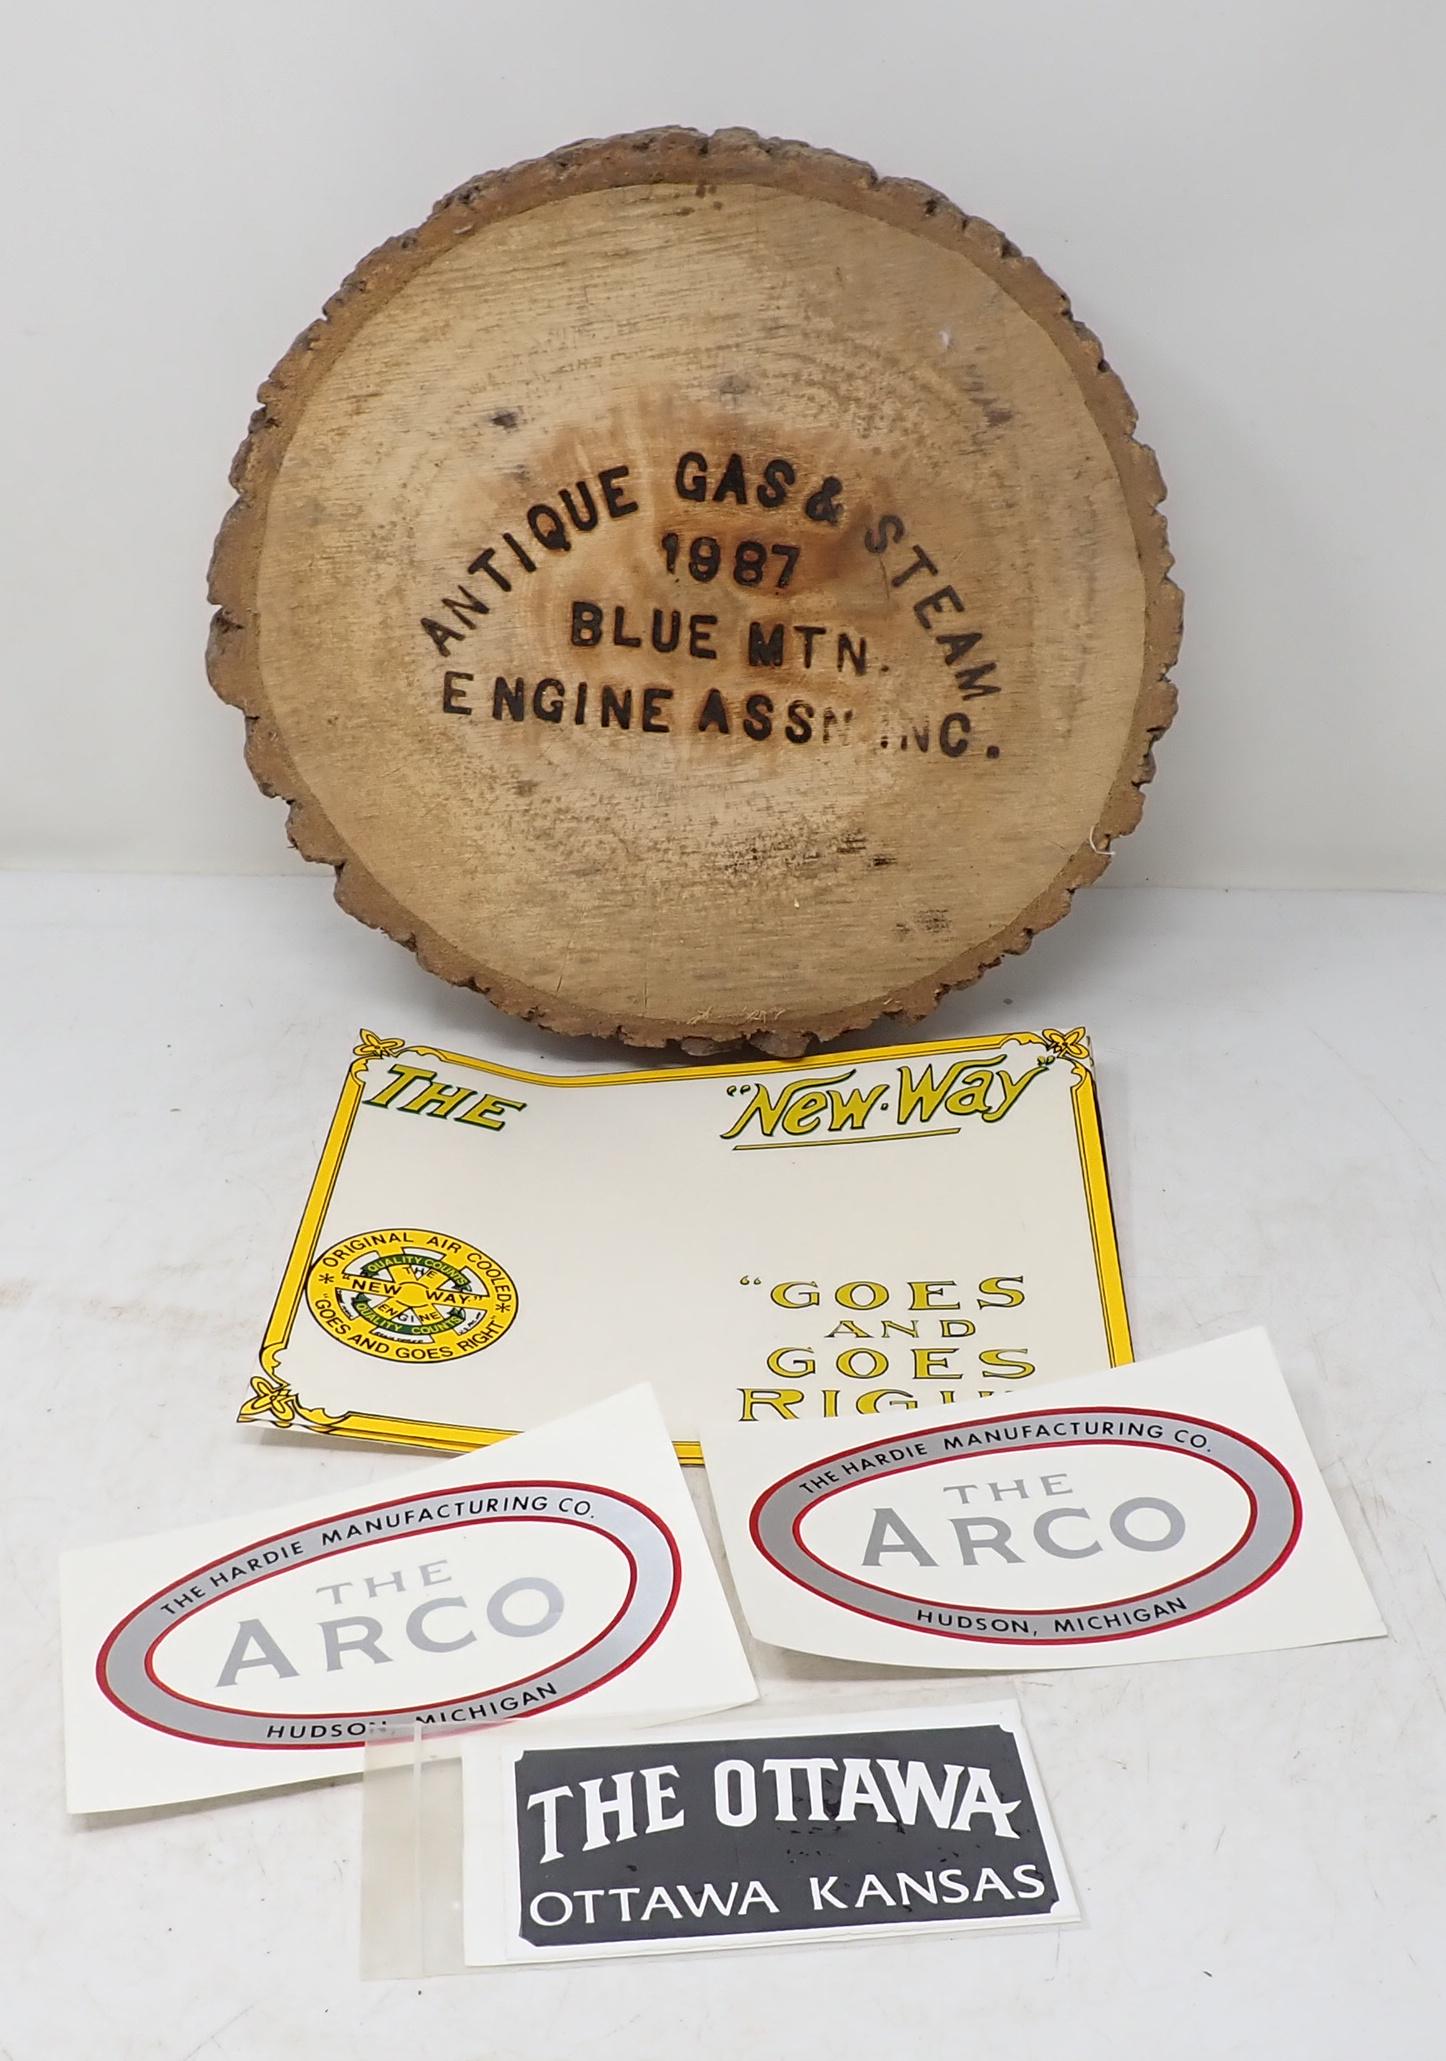 ANTIQUE GAS & STEAM
1987
BLUE MTN.
ENGINE ASSN INC.
THE "New·Way"
ORIGINAL AIR COOLED
QUALITY COUNTS
THE
"NEW WAY"
ENGINE
QUALITY COUNTS
"GOES AND GOES RIGHT"
"GOES
AND
GOES
THE HARDIE MANUFACTURING CO.
THE
ARCO
HUDSON, MICHIGAN
THE HARDIE MANUFACTURING CO.
THE
ARCO
HUDSON, MICHIGAN
THE OTTAWA
OTTAWA KANSAS